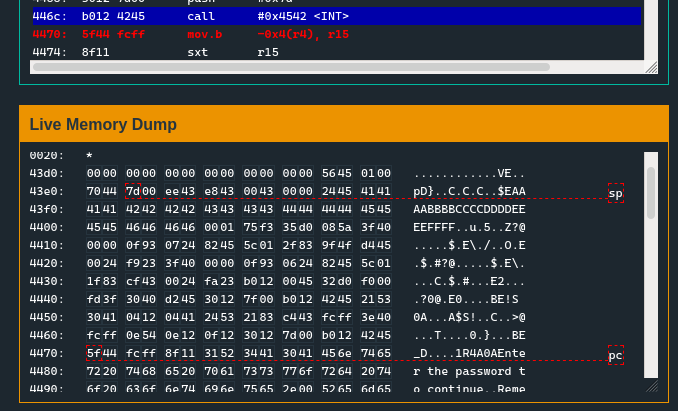 4468: 3012 7d00 push #0x7d
446c: b012 4245 call #0x4542 <INT>
4470: 5f44 fcff mov.b -0x4(r4), r15
4474: 8f11 sxt r15
Live Memory Dump
0020: *
43d0: 0000 0000 0000 0000 0000 0000 5645 0100 ............VE..
43e0: 7044 7d00 ee43 e843 0043 0000 2445 4141 pD}..C.C.C..$EAA sp
43f0: 4141 4242 4242 4343 4343 4444 4444 4545 AABBBBCCCCDDDDEE
4400: 4545 4646 4646 0001 75f3 35d0 085a 3f40 EEFFFF..u.5..Z?@
4410: 0000 0f93 0724 8245 5c01 2f83 9f4f d445 .....$.E\./..O.E
4420: 0024 f923 3f40 0000 0f93 0624 8245 5c01 .$.#?@.....$.E\.
4430: 1f83 cf43 0024 fa23 b012 0045 32d0 f000 ...C.$.#...E2...
4440: fd3f 3040 d245 3012 7f00 b012 4245 2153 .?0@.E0.....BE!S
4450: 3041 0412 0441 2453 2183 c443 fcff 3e40 0A...A$S!..C..>@
4460: fcff 0e54 0e12 0f12 3012 7d00 b012 4245 ...T....0.}...BE
4470: 5f44 fcff 8f11 3152 3441 3041 456e 7465 _D....1R4A0AEnte pc
4480: 7220 7468 6520 7061 7373 776f 7264 2074 r the password t
4490: 6f20 636f 6e74 696e 7565 2e00 5265 6d65 o continue..Reme